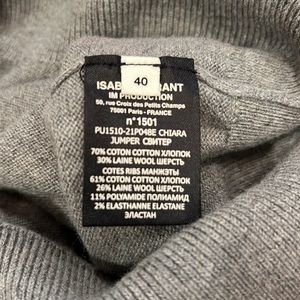 40
ISABE RANT
IM PRODUCTION
50, rue Croix des Petits Champs
75001 Paris - FRANCE
n°1501
PU1510-21P048E CHIARA
JUMPER СВИТЕР
70% COTON COTTON ХЛОПОК
30% LAINE WOOL ШЕРСТЬ
COTES RIBS МАНЖЕТЫ
61% COTON COTTON ХЛОПОК
26% LAINE WOOL ШЕРСТЬ
11% POLYAMIDE ПОЛИАМИД
2% ELASTHANNE ELASTANE
ЭЛАСТАН